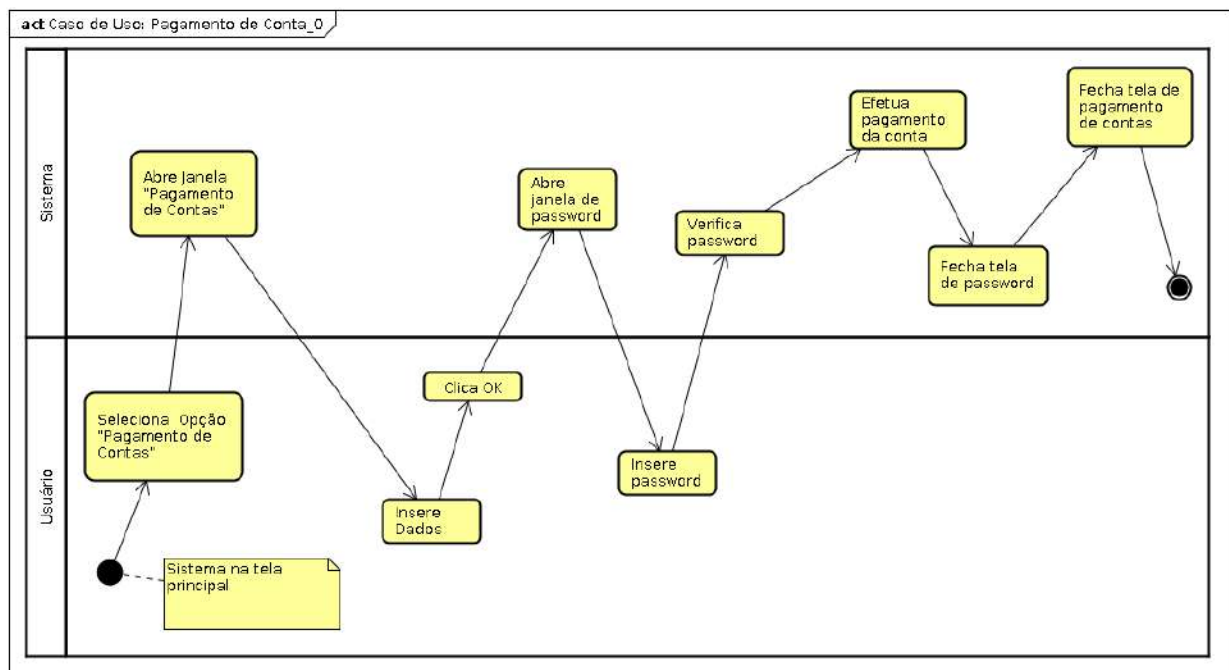 act Caso de Uso: Pagamento de Conta_0
Sistema
Abre Janela
"Pagamento
de Contas"
Abre
janela de
password
Verifica
password
Efetua
pagamento
da conta
Fecha tela
de password
Fecha tela de
pagamento
de contas
Usuário
Seleciona Opção
"Pagamento de
Contas"
Sistema na tela
principal
Insere
Dados
Clica OK
Insere
password